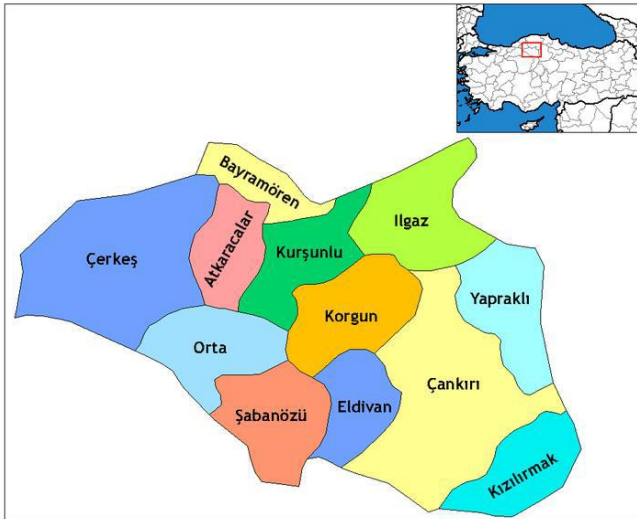 Bayramören
Ilgaz
Atkaracalar
Kurşunlu
Çerkeş
Yapraklı
Korgun
Orta
Çankırı
Eldivan
Şabanözü
Kızılırmak